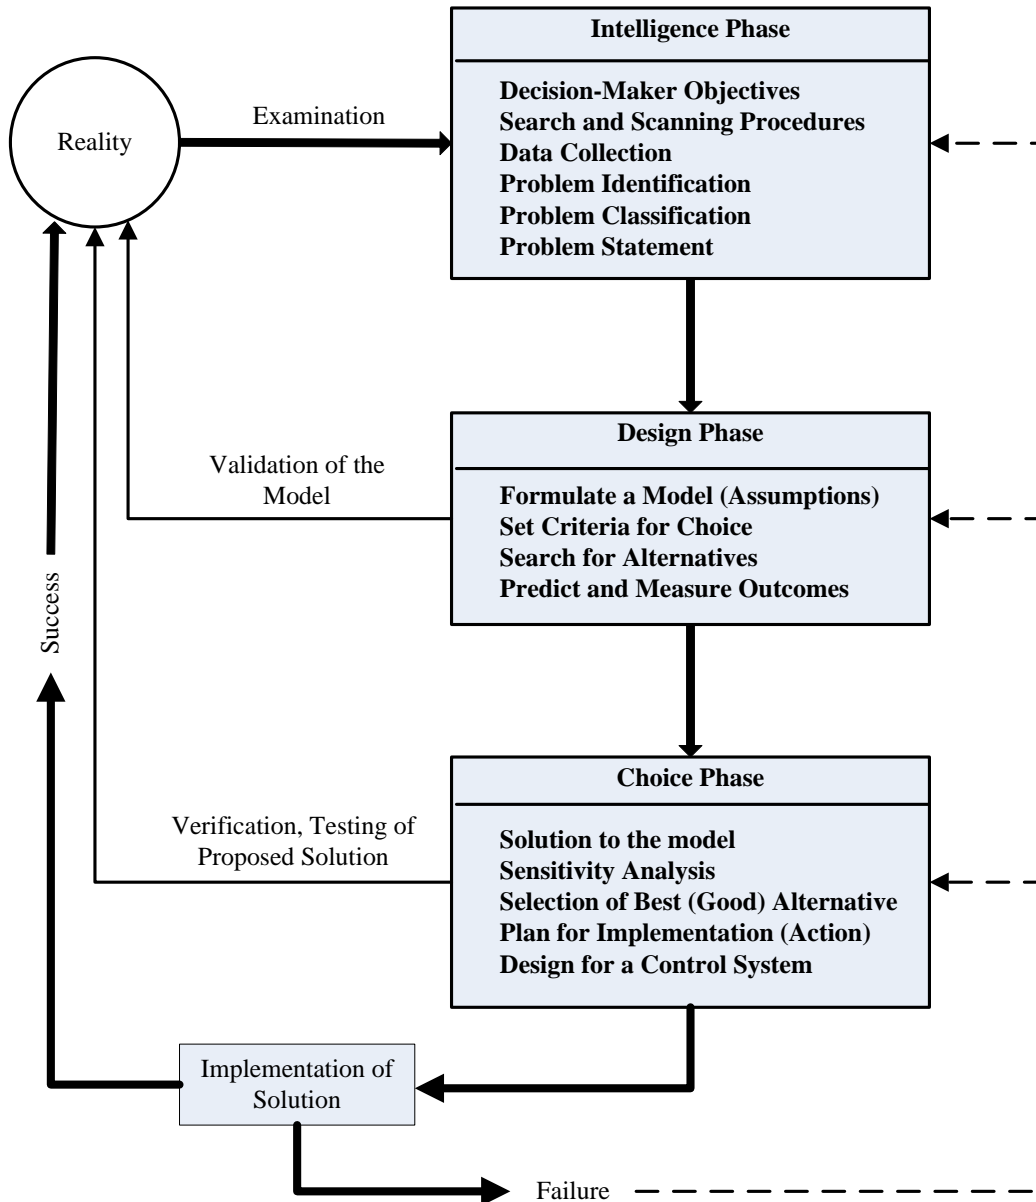 Intelligence Phase
Decision-Maker Objectives
Search and Scanning Procedures
Data Collection
Problem Identification
Problem Classification
Problem Statement
Reality
Examination
Design Phase
Formulate a Model (Assumptions)
Set Criteria for Choice
Search for Alternatives
Predict and Measure Outcomes
Validation of the
Model
Success
Choice Phase
Solution to the model
Sensitivity Analysis
Selection of Best (Good) Alternative
Plan for Implementation (Action)
Design for a Control System
Verification, Testing of
Proposed Solution
Implementation of
Solution
Failure